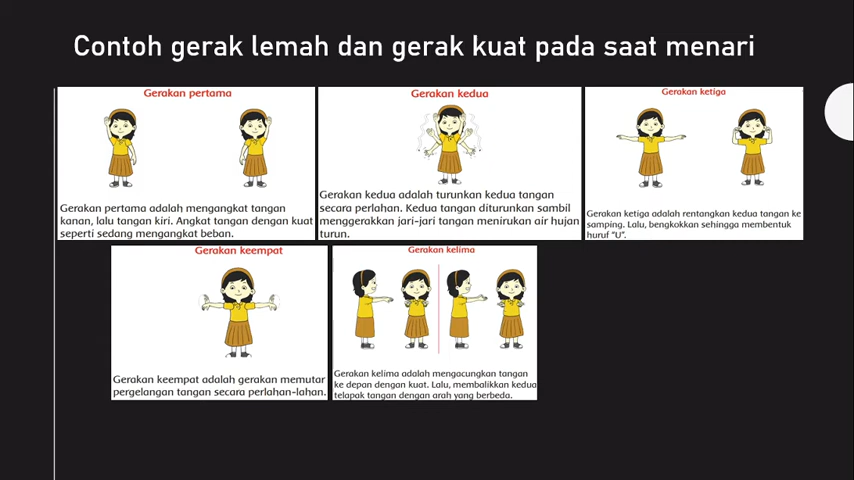 Contoh gerak lemah dan gerak kuat pada saat menari
Gerakan pertama
Gerakan pertama adalah mengangkat tangan
kanan, lalu tangan kiri. Angkat tangan dengan kuat
seperti sedang mengangkat beban.
Gerakan kedua
Gerakan kedua adalah turunkan kedua tangan
secara perlahan. Kedua tangan diturunkan sambil
menggerakkan jari-jari tangan menirukan air hujan
turun.
Gerakan ketiga
Gerakan ketiga adalah rentangkan kedua tangan ke
samping. Lalu, bengkokkan sehingga membentuk
huruf "U".
Gerakan keempat
Gerakan keempat adalah gerakan memutar
pergelangan tangan secara perlahan-lahan.
Gerakan kelima
Gerakan kelima adalah mengacungkan tangan
ke depan dengan kuat. Lalu, membalikkan kedua
telapak tangan dengan arah yang berbeda.